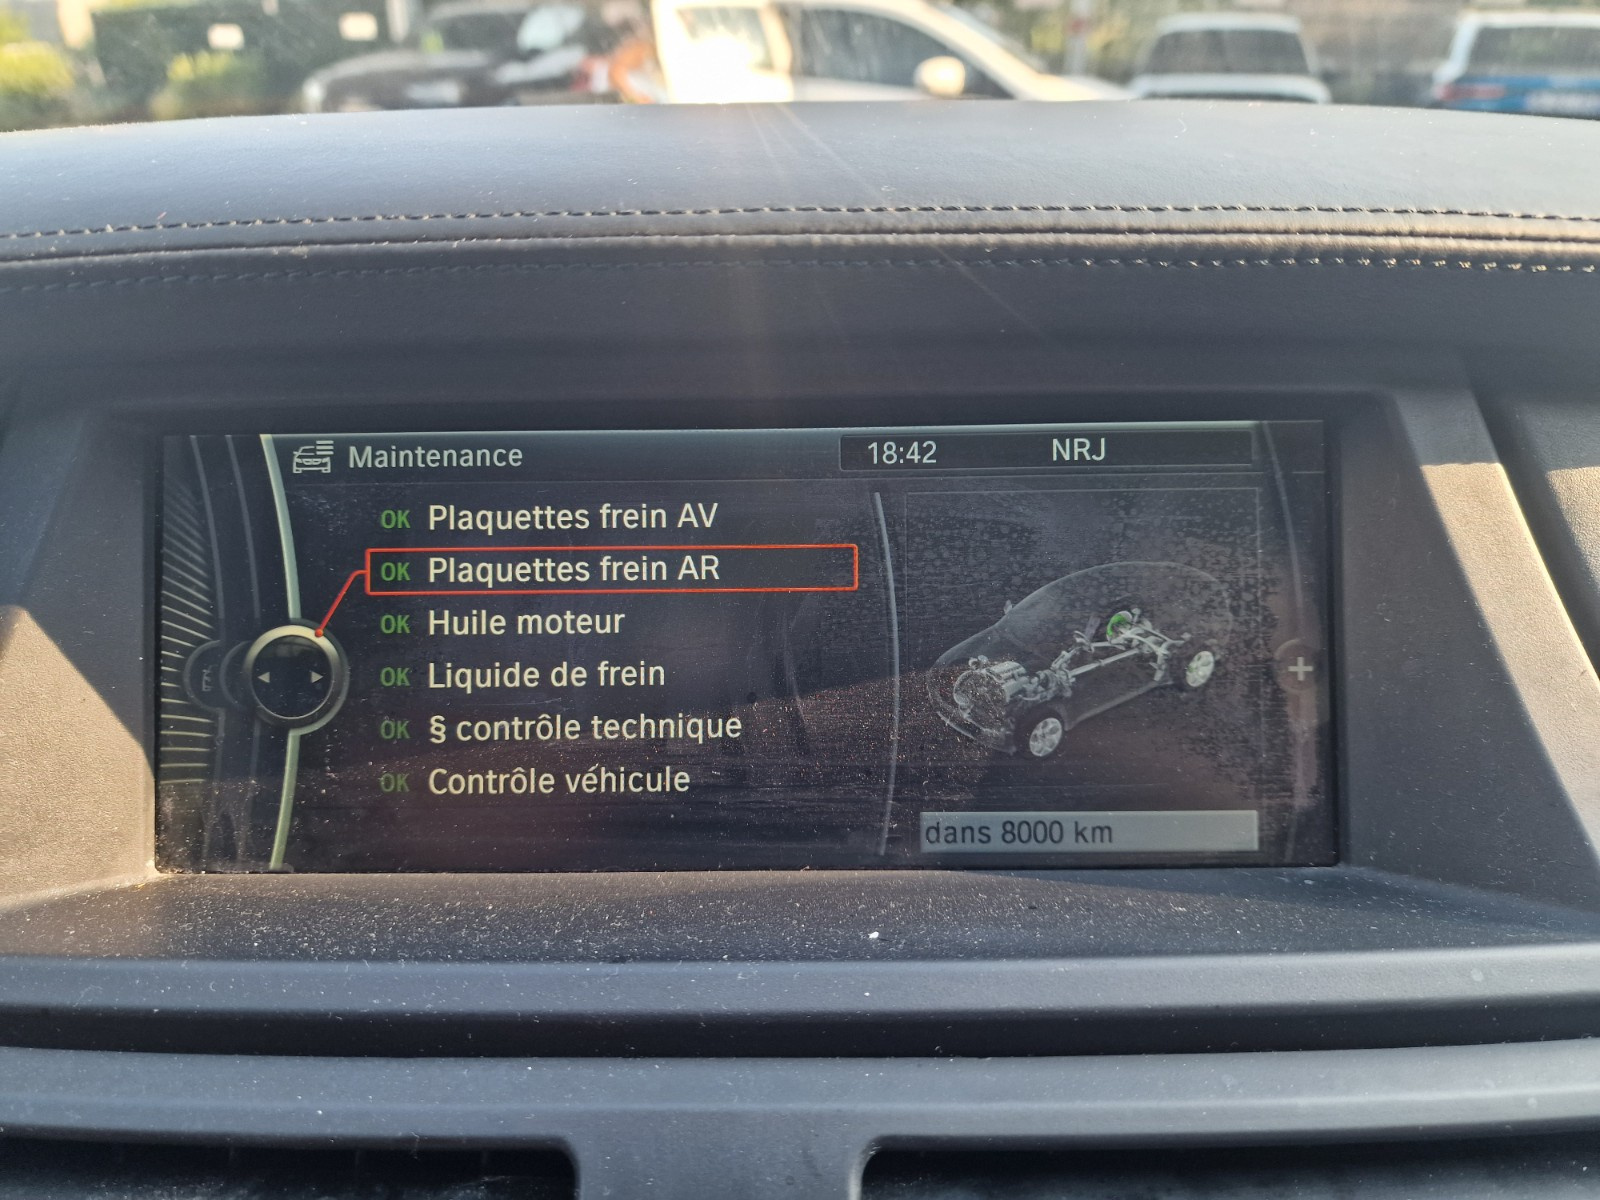 Maintenance
18:42 NRJ
OK Plaquettes frein AV
OK Plaquettes frein AR
OK Huile moteur
OK Liquide de frein
OK § contrôle technique
OK Contrôle véhicule
+
dans 8000 km